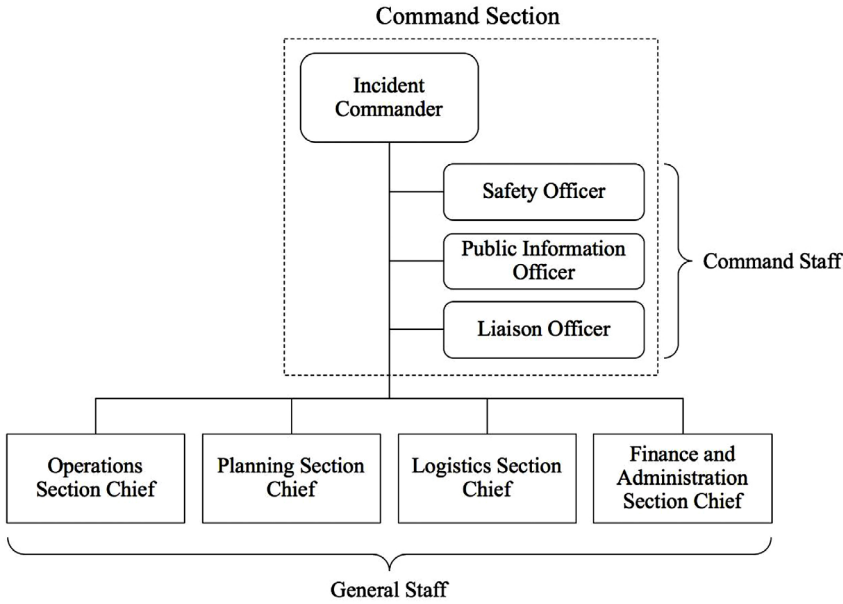 Command Section
Incident
Commander
Safety Officer
Public Information
Officer
Command Staff
Liaison Officer
Operations
Section Chief
Planning Section
Chief
Logistics Section
Chief
Finance and
Administration
Section Chief
General Staff